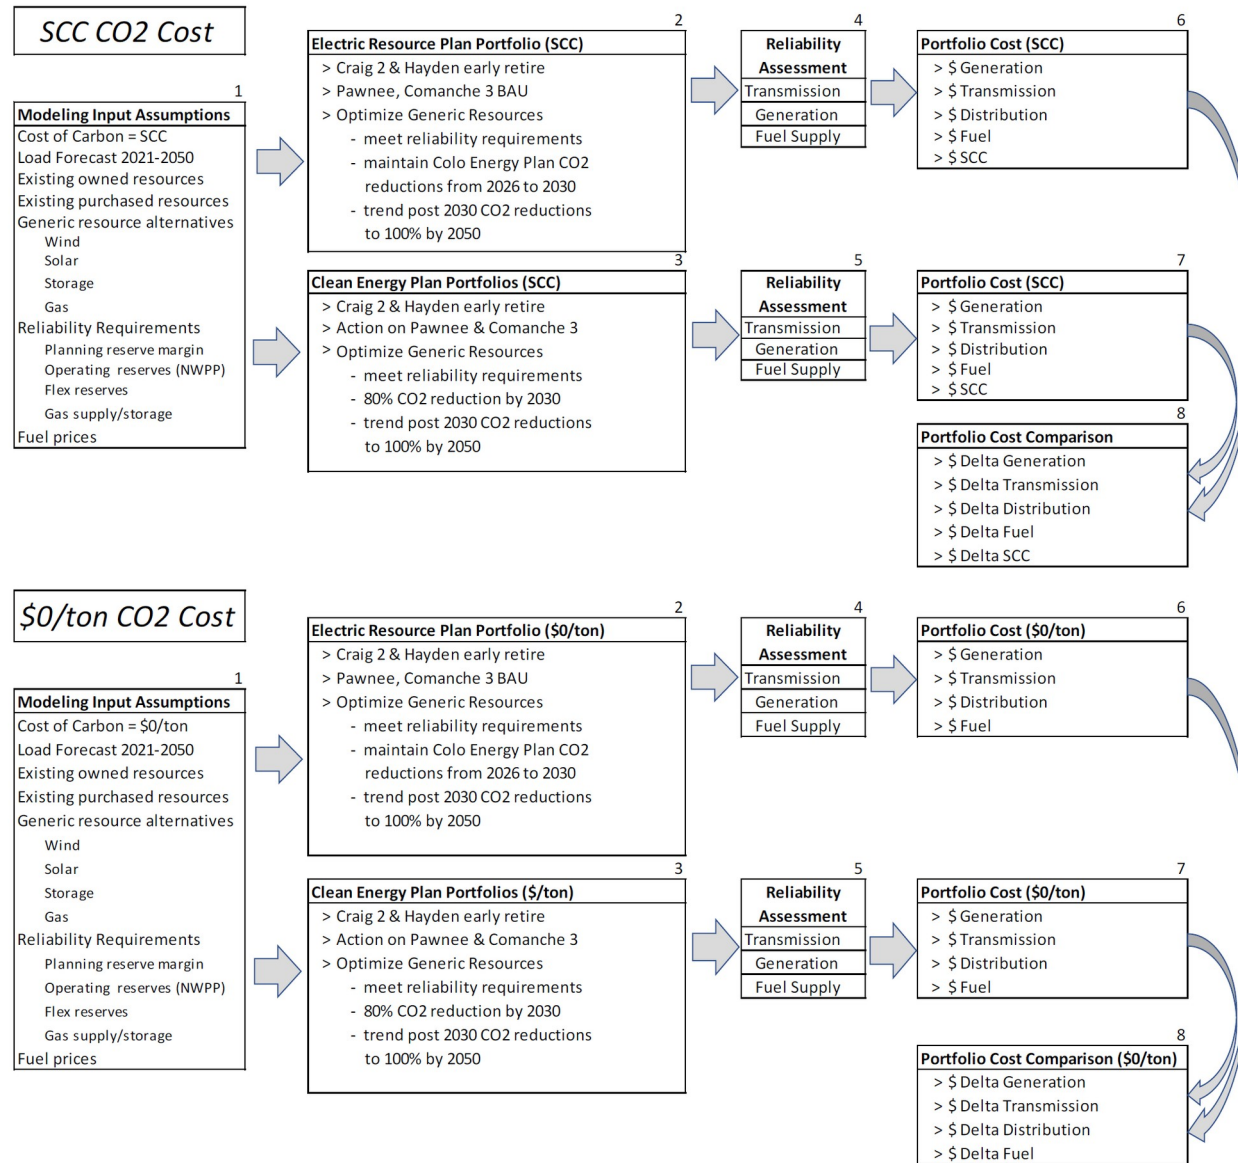 SCC CO2 Cost
1
Modeling Input Assumptions
Cost of Carbon = SCC
Load Forecast 2021-2050
Existing owned resources
Existing purchased resources
Generic resource alternatives
Wind
Solar
Storage
Gas
Reliability Requirements
Planning reserve margin
Operating reserves (NWPP)
Flex reserves
Gas supply/storage
Fuel prices
2
Electric Resource Plan Portfolio (SCC)
> Craig 2 & Hayden early retire
> Pawnee, Comanche 3 BAU
> Optimize Generic Resources
- meet reliability requirements
- maintain Colo Energy Plan CO2
reductions from 2026 to 2030
- trend post 2030 CO2 reductions
to 100% by 2050
3
Clean Energy Plan Portfolios (SCC)
> Craig 2 & Hayden early retire
> Action on Pawnee & Comanche 3
> Optimize Generic Resources
- meet reliability requirements
- 80% CO2 reduction by 2030
- trend post 2030 CO2 reductions
to 100% by 2050
4
Reliability
Assessment
Transmission
Generation
Fuel Supply
5
Reliability
Assessment
Transmission
Generation
Fuel Supply
6
Portfolio Cost (SCC)
> $ Generation
> $ Transmission
> $ Distribution
> $ Fuel
> $ SCC
7
Portfolio Cost (SCC)
> $ Generation
> $ Transmission
> $ Distribution
> $ Fuel
> $ SCC
8
Portfolio Cost Comparison
> $ Delta Generation
> $ Delta Transmission
> $ Delta Distribution
> $ Delta Fuel
> $ Delta SCC
$0/ton CO2 Cost
1
Modeling Input Assumptions
Cost of Carbon = $0/ton
Load Forecast 2021-2050
Existing owned resources
Existing purchased resources
Generic resource alternatives
Wind
Solar
Storage
Gas
Reliability Requirements
Planning reserve margin
Operating reserves (NWPP)
Flex reserves
Gas supply/storage
Fuel prices
2
Electric Resource Plan Portfolio ($0/ton)
> Craig 2 & Hayden early retire
> Pawnee, Comanche 3 BAU
> Optimize Generic Resources
- meet reliability requirements
- maintain Colo Energy Plan CO2
reductions from 2026 to 2030
- trend post 2030 CO2 reductions
to 100% by 2050
3
Clean Energy Plan Portfolios ($/ton)
> Craig 2 & Hayden early retire
> Action on Pawnee & Comanche 3
> Optimize Generic Resources
- meet reliability requirements
- 80% CO2 reduction by 2030
- trend post 2030 CO2 reductions
to 100% by 2050
4
Reliability
Assessment
Transmission
Generation
Fuel Supply
5
Reliability
Assessment
Transmission
Generation
Fuel Supply
6
Portfolio Cost ($0/ton)
> $ Generation
> $ Transmission
> $ Distribution
> $ Fuel
7
Portfolio Cost ($0/ton)
> $ Generation
> $ Transmission
> $ Distribution
> $ Fuel
8
Portfolio Cost Comparison ($0/ton)
> $ Delta Generation
> $ Delta Transmission
> $ Delta Distribution
> $ Delta Fuel